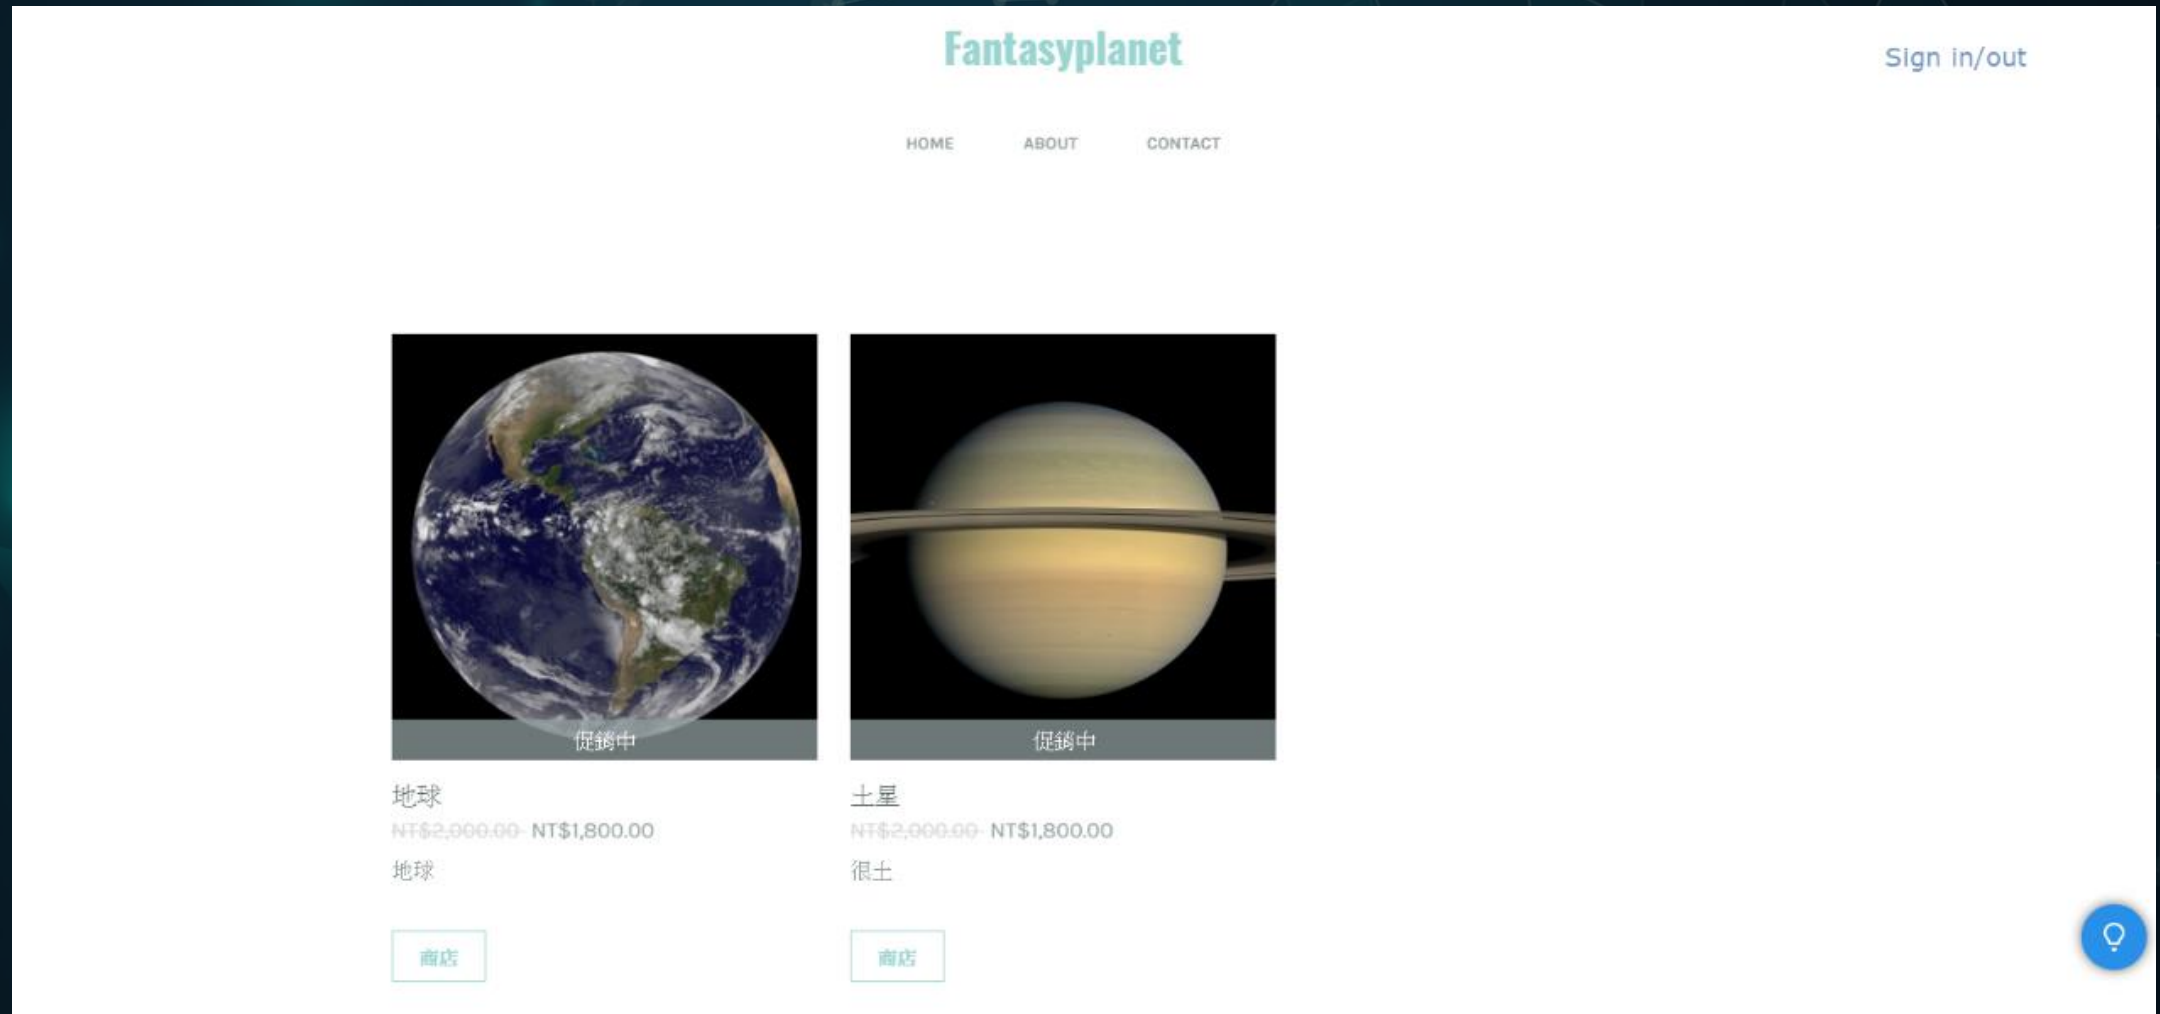 Fantasyplanet
Sign in/out
HOME ABOUT CONTACT
促銷中
促銷中
地球
NT$2,000.00 NT$1,800.00
地球
商店
土星
NT$2,000.00 NT$1,800.00
很土
商店